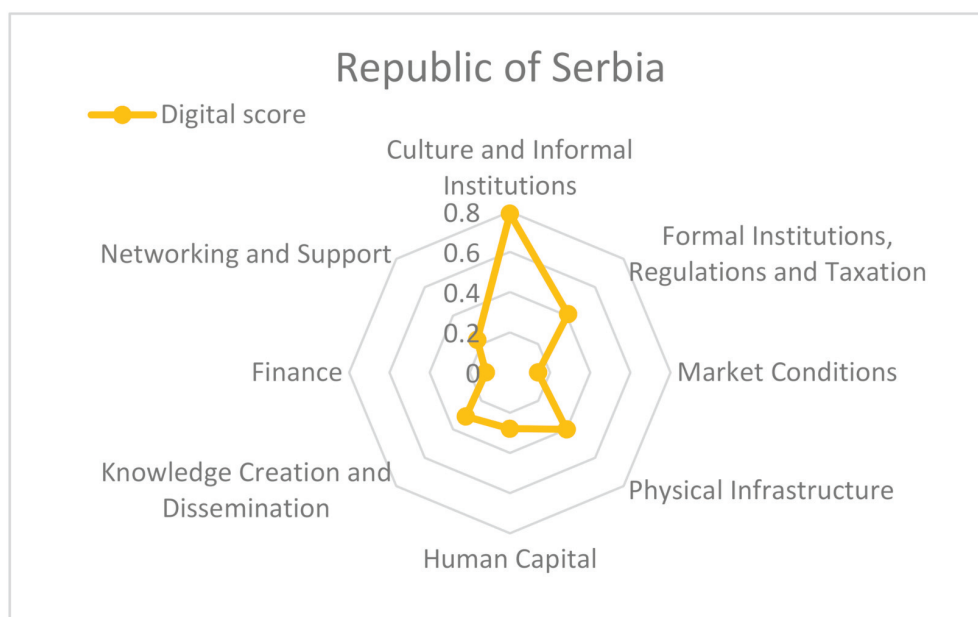 Republic of Serbia
Digital score
Culture and Informal
Institutions
0.8
Formal Institutions,
Regulations and Taxation
Networking and Support
0.6
0.4
0.2
0
Finance
Market Conditions
Knowledge Creation and
Dissemination
Physical Infrastructure
Human Capital